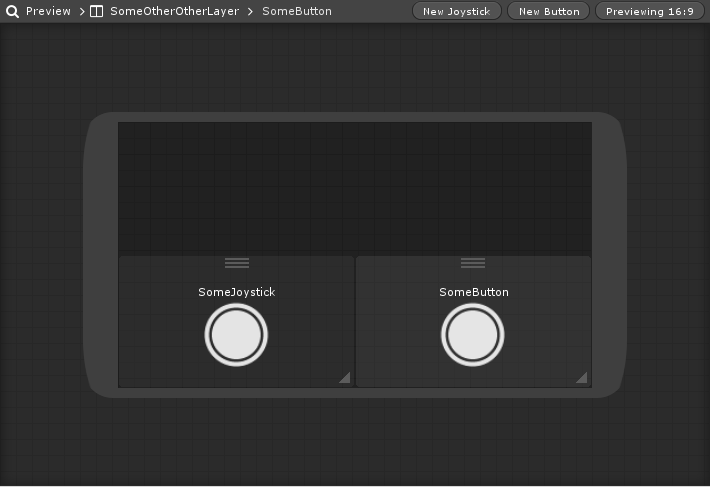 Preview > SomeOtherOtherLayer > SomeButton New Joystick New Button Previewing 16:9
SomeJoystick SomeButton